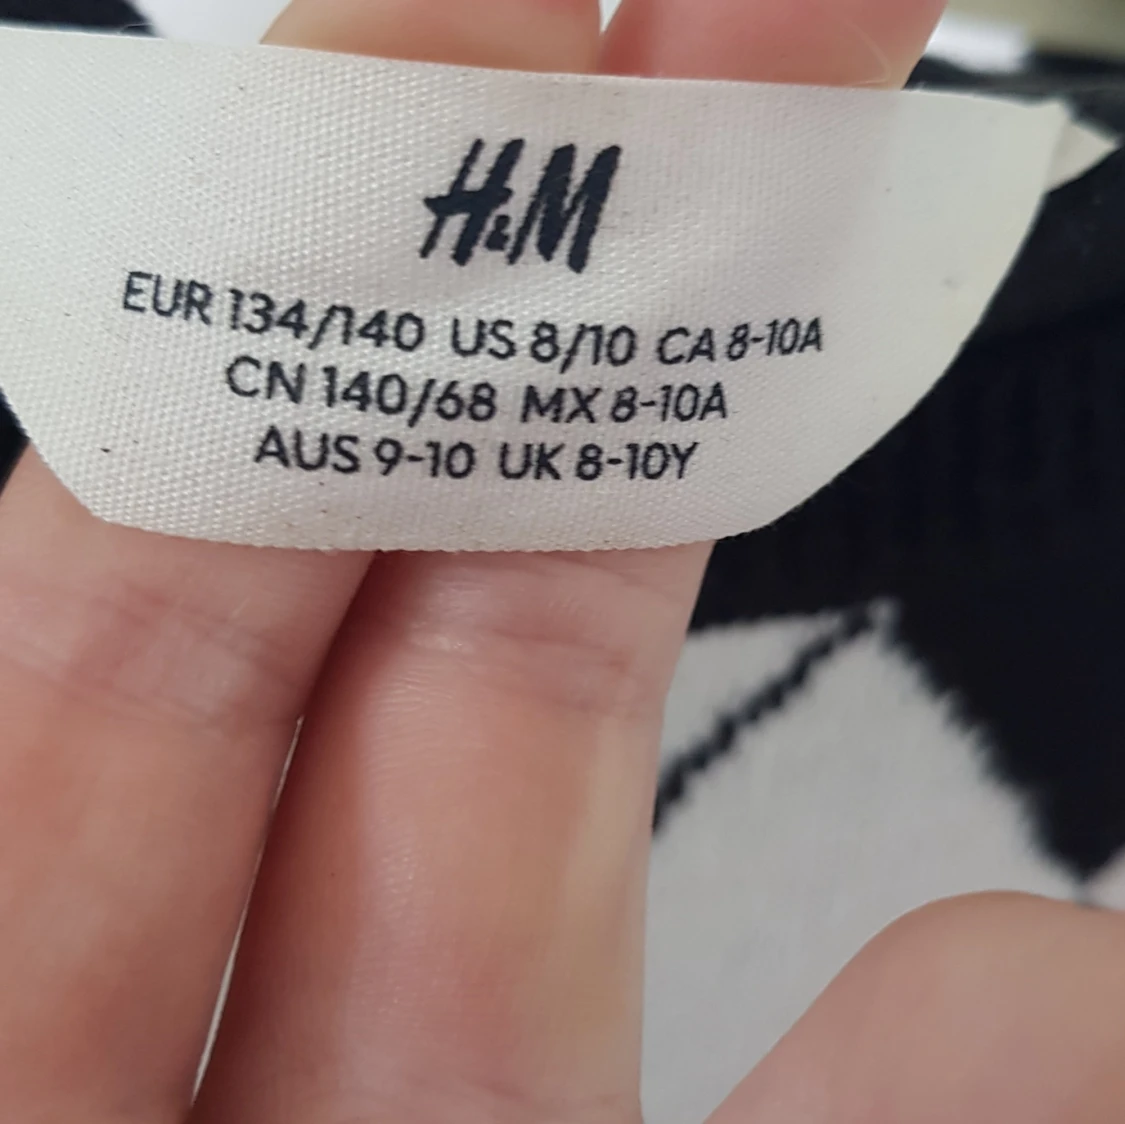 H&M
EUR 134/140 US 8/10 CA 8-10A
CN 140/68 MX 8-10A
AUS 9-10 UK 8-10Y